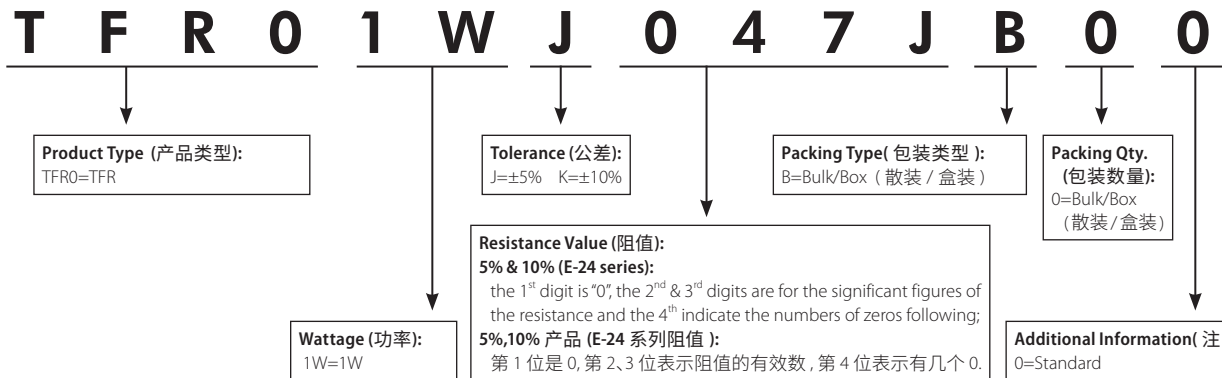 T F R 0 1 W J 0 4 7 J B 0 0
Product Type (产品类型):
TFR0=TFR
Tolerance (公差):
J=±5% K=±10%
Packing Type( 包装类型 ):
B=Bulk/Box ( 散装 / 盒装 )
Packing Qty.
(包装数量):
0=Bulk/Box
(散装/盒装)
Wattage (功率):
1W=1W
Resistance Value (阻值):
5% & 10% (E-24 series):
the 1st digit is "0", the 2nd & 3rd digits are for the significant figures of
the resistance and the 4th indicate the numbers of zeros following;
5%,10% 产品 (E-24 系列阻值 ):
第 1 位是 0, 第 2、3 位表示阻值的有效数 , 第 4 位表示有几个 0.
Additional Information( 注
0=Standard